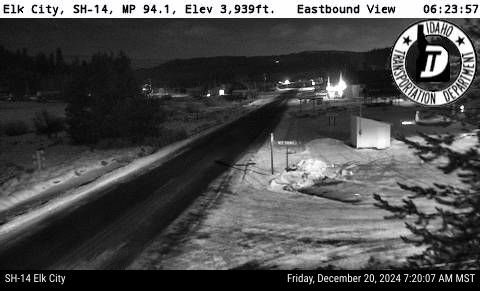 Elk City, SH-14, MP 94.1, Elev 3,939ft. Eastbound View 06:23:57
IDAHO
TRANSPORTATION DEPARTMENT
SH-14 Elk City Friday, December 20, 2024 7:20:07 AM MST